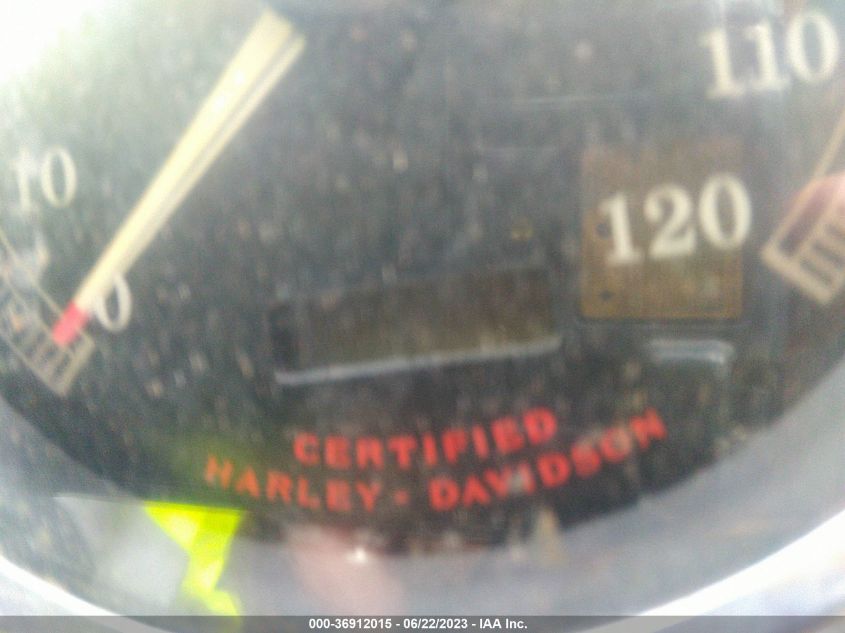 110
10
120
0
CERTIFIED
HARLEY - DAVIDSON
000-36912015 - 06/22/2023 - IAA Inc.